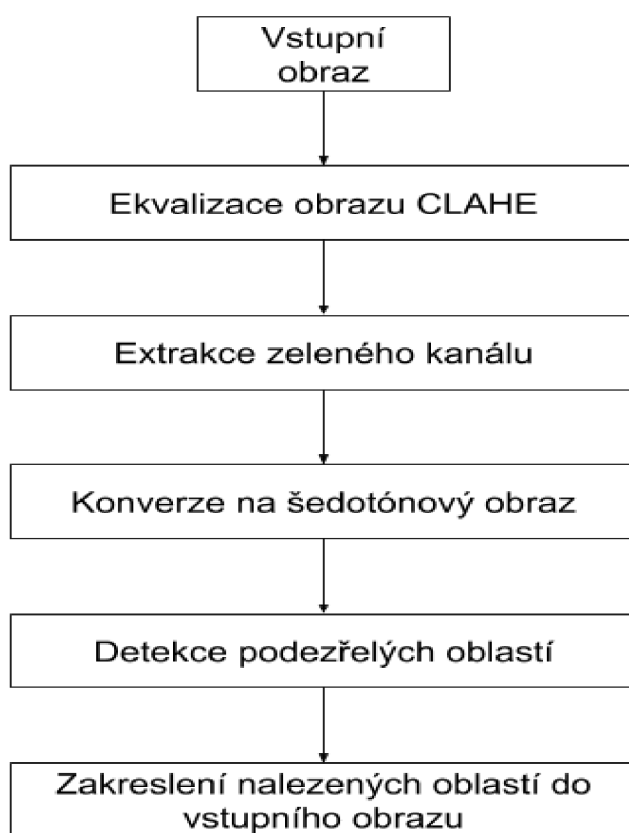 Vstupní
obraz
Ekvalizace obrazu CLAHE
Extrakce zeleného kanálu
Konverze na šedotónový obraz
Detekce podezřelých oblastí
Zakreslení nalezených oblastí do
vstupního obrazu